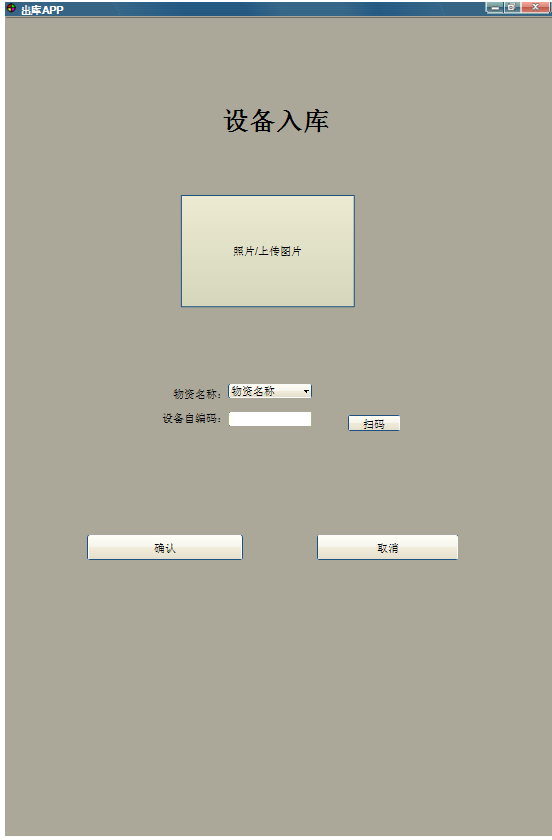 出库APP
设备入库
照片/上传图片
物资名称： 物资名称
设备自编码： 扫码
确认 取消